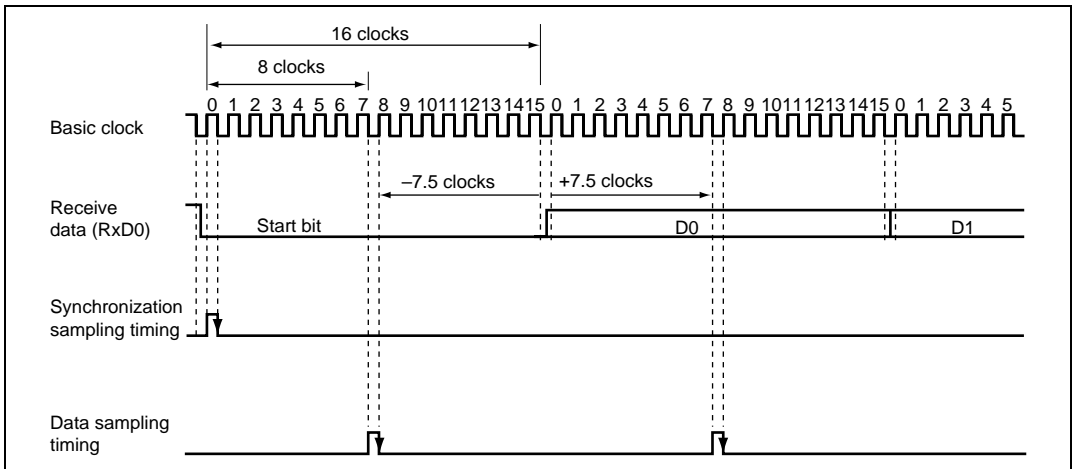 16 clocks
8 clocks
0 1 2 3 4 5 6 7 8 9 10 11 12 13 14 15 0 1 2 3 4 5 6 7 8 9 10 11 12 13 14 15 0 1 2 3 4 5
Basic clock
–7.5 clocks
+7.5 clocks
Receive
data (RxD0)
Start bit
D0
D1
Synchronization
sampling timing
Data sampling
timing